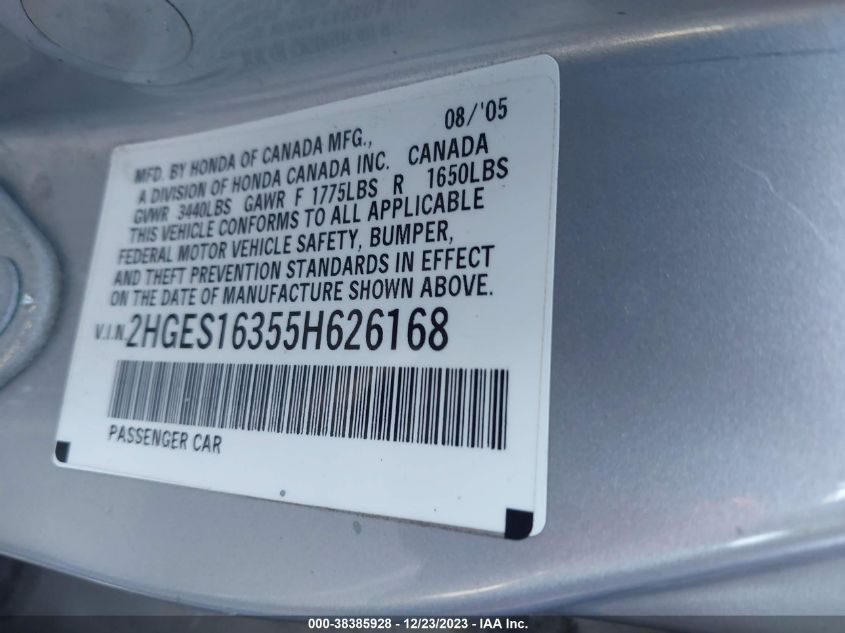 08/'05
MFD. BY HONDA OF CANADA MFG.,
A DIVISION OF HONDA CANADA INC. CANADA
GVWR 3440LBS GAWR F 1775LBS R 1650LBS
THIS VEHICLE CONFORMS TO ALL APPLICABLE
FEDERAL MOTOR VEHICLE SAFETY, BUMPER,
AND THEFT PREVENTION STANDARDS IN EFFECT
ON THE DATE OF MANUFACTURE SHOWN ABOVE.
V.I.N. 2HGES16355H626168
PASSENGER CAR
000-38385928 - 12/23/2023 - IAA Inc.